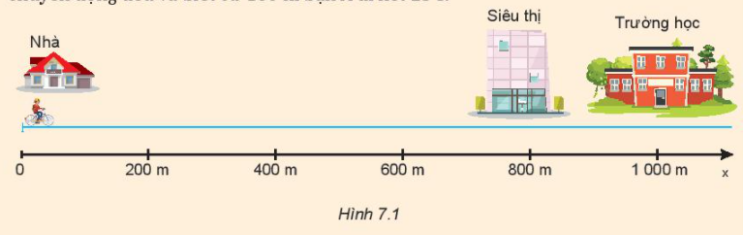 Siêu thị
Trường học
Nhà
0 200 m 400 m 600 m 800 m 1 000 m x
Hình 7.1